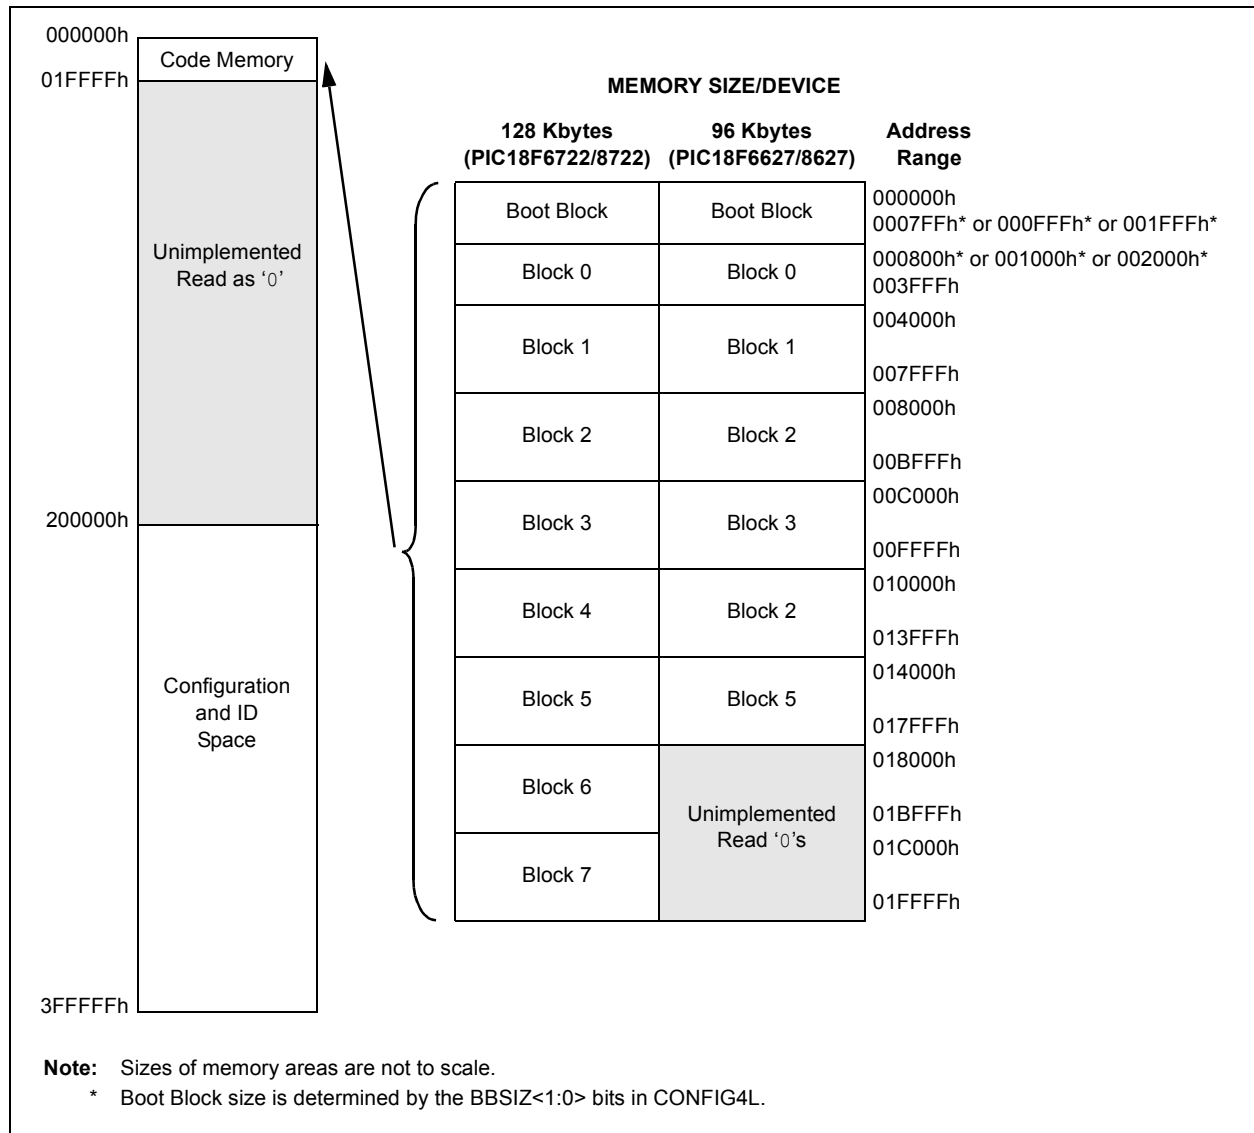 000000h
Code Memory
01FFFFh
Unimplemented
Read as ‘0’
200000h
Configuration
and ID
Space
3FFFFFh
MEMORY SIZE/DEVICE
128 Kbytes
(PIC18F6722/8722)
96 Kbytes
(PIC18F6627/8627)
Address
Range
Boot Block
Boot Block
000000h
0007FFh* or 000FFFh* or 001FFFh*
Block 0
Block 0
000800h* or 001000h* or 002000h*
003FFFh
Block 1
Block 1
004000h
007FFFh
Block 2
Block 2
008000h
00BFFFh
Block 3
Block 3
00C000h
00FFFFh
Block 4
Block 2
010000h
013FFFh
Block 5
Block 5
014000h
017FFFh
Block 6
Unimplemented
Read ‘0’s
018000h
01BFFFh
Block 7
01C000h
01FFFFh
Note: Sizes of memory areas are not to scale.
* Boot Block size is determined by the BBSIZ<1:0> bits in CONFIG4L.